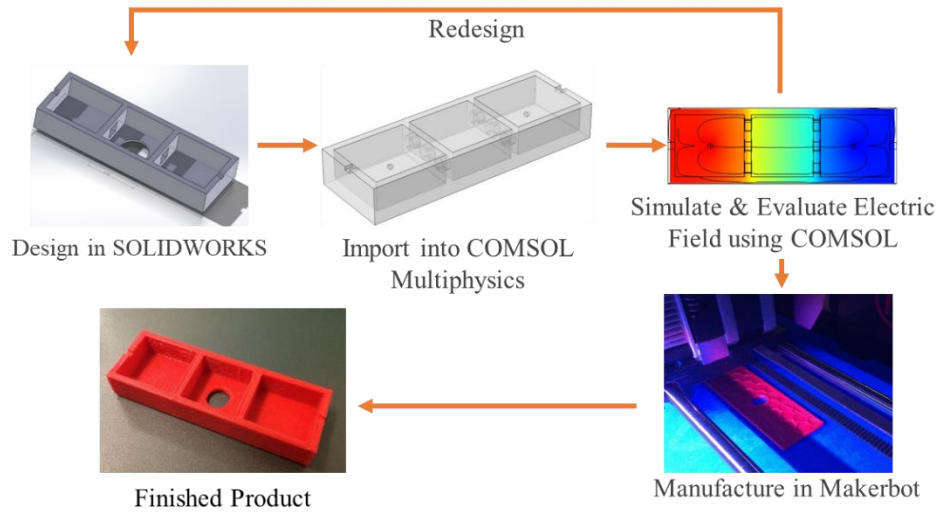 Redesign
Design in SOLIDWORKS
Import into COMSOL
Multiphysics
Simulate & Evaluate Electric
Field using COMSOL
Manufacture in Makerbot
Finished Product